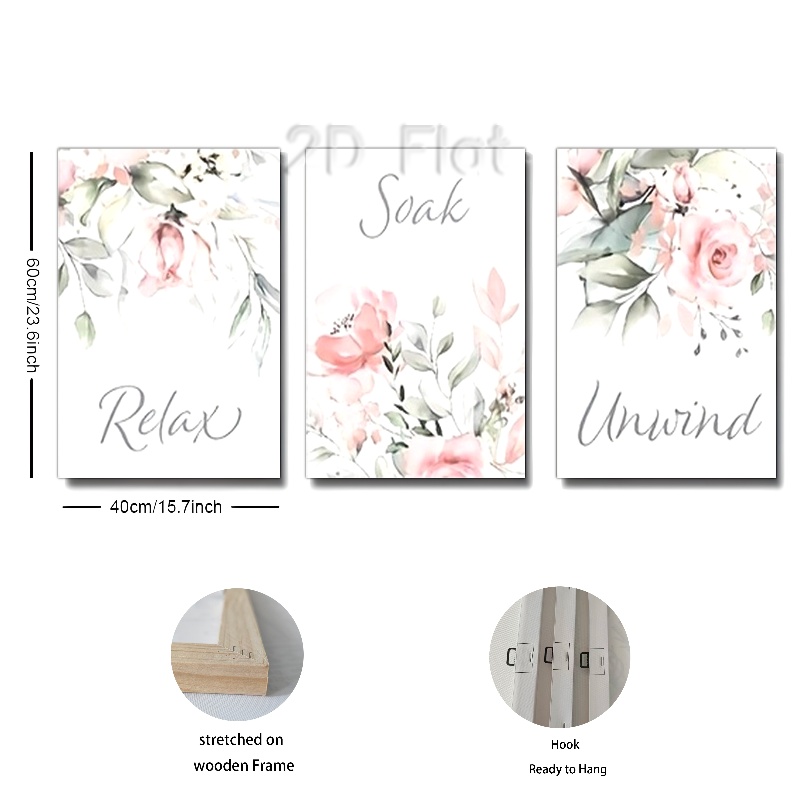 2D Flat
Relax
Soak
Unwind
60cm/23.6inch
40cm/15.7inch
stretched on
wooden Frame
Hook
Ready to Hang